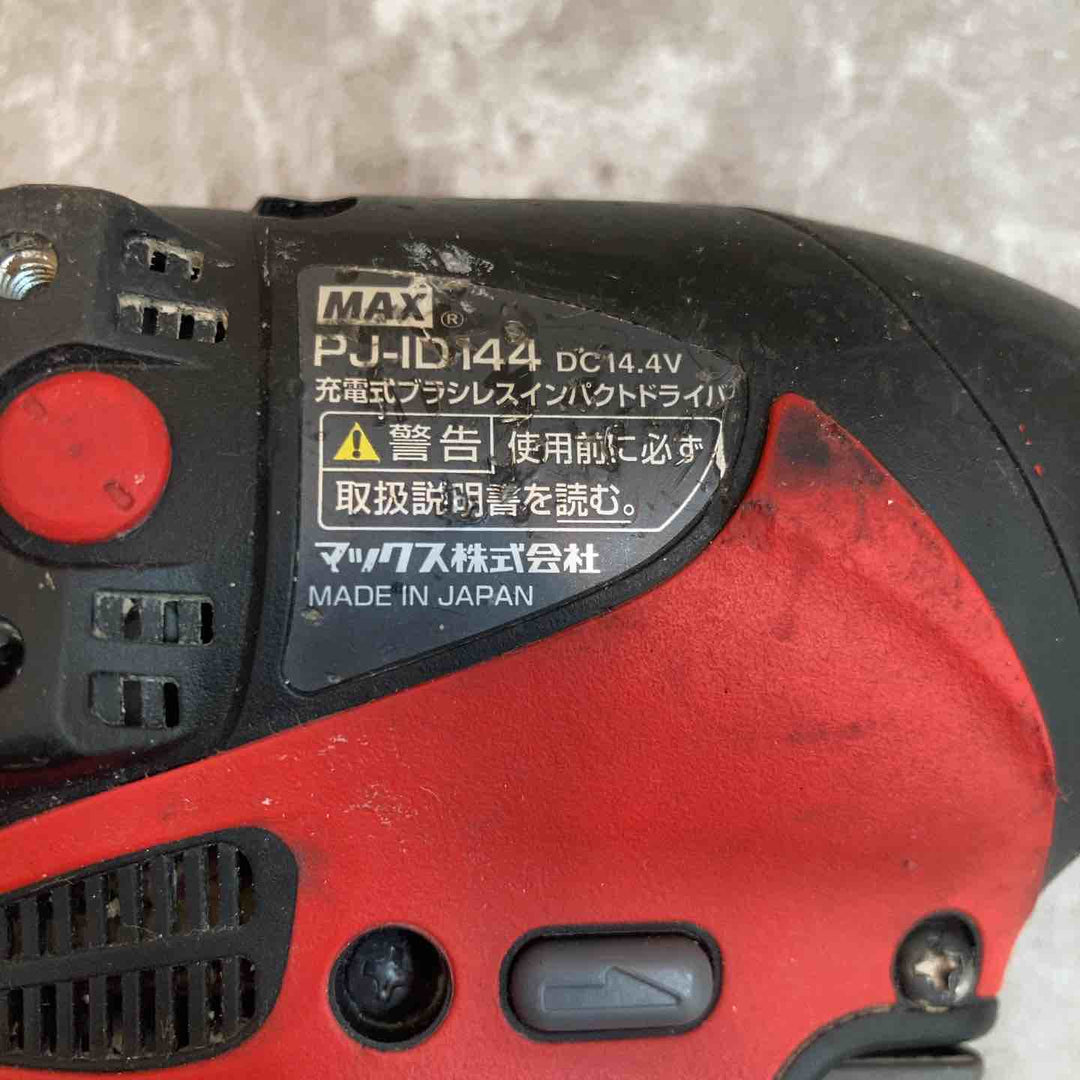 MAX®
PJ-ID144 DC14.4V
充電式ブラシレスインパクトドライバ
警告 使用前に必ず
取扱説明書を読む。
マックス株式会社
MADE IN JAPAN